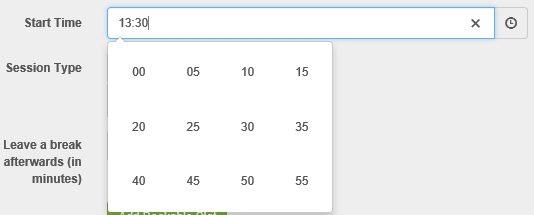 Start Time 13:30
Session Type
00 05 10 15
20 25 30 35
40 45 50 55
Leave a break
afterwards (in
minutes)